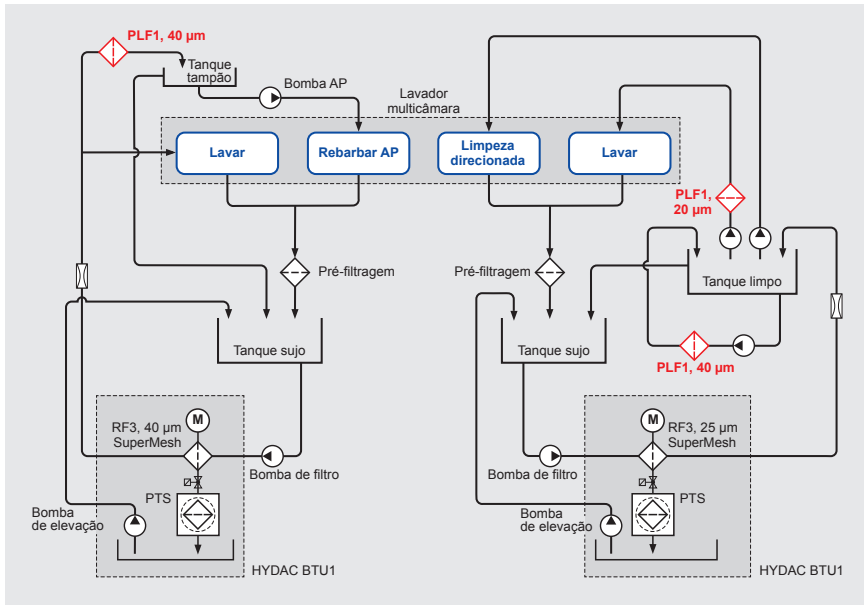 PLF1, 40 µm
Tanque
tampão
Bomba AP
Lavador
multicâmara
Lavar
Rebarbar AP
Limpeza
direcionada
Lavar
PLF1,
20 µm
Pré-filtragem
Pré-filtragem
Tanque limpo
Tanque sujo
Tanque sujo
PLF1, 40 µm
M
RF3, 40 µm
SuperMesh
Bomba de filtro
PTS
Bomba
de elevação
HYDAC BTU1
M
RF3, 25 µm
SuperMesh
Bomba de filtro
PTS
Bomba
de elevação
HYDAC BTU1